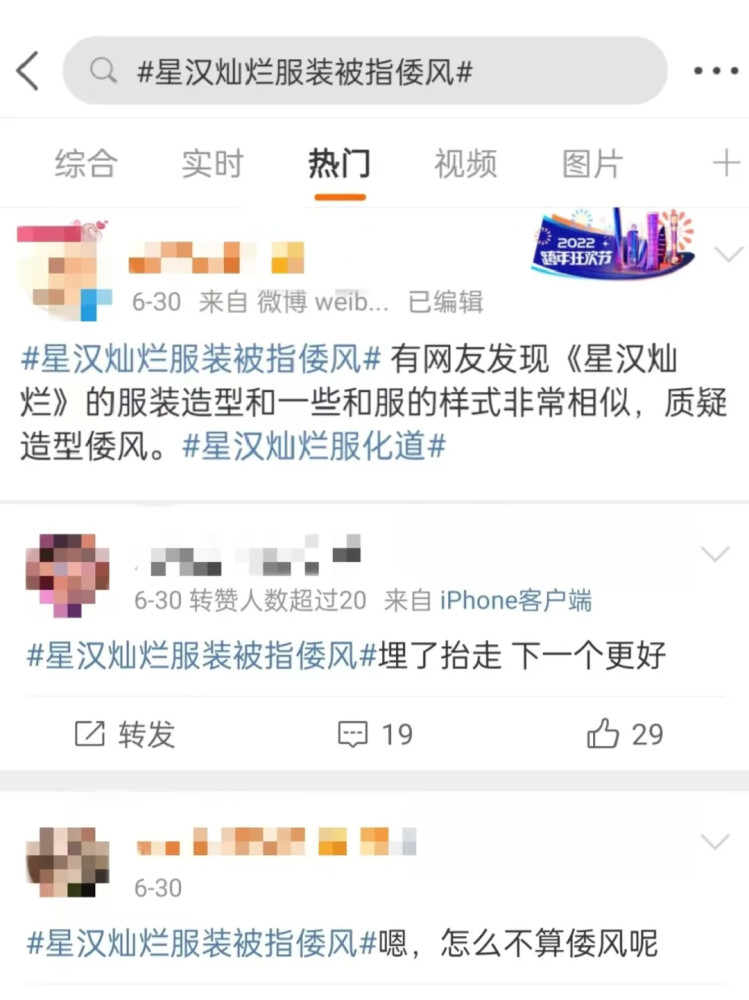 #星汉灿烂服装被指倭风#
综合 实时 热门 视频 图片
2022
跨年狂欢节
6-30 来自 微博 weib... 已编辑
#星汉灿烂服装被指倭风# 有网友发现《星汉灿
烂》的服装造型和一些和服的样式非常相似，质疑
造型倭风。#星汉灿烂服化道#
6-30 转赞人数超过20 来自 iPhone客户端
#星汉灿烂服装被指倭风#埋了抬走 下一个更好
转发 19 29
6-30
#星汉灿烂服装被指倭风#嗯，怎么不算倭风呢